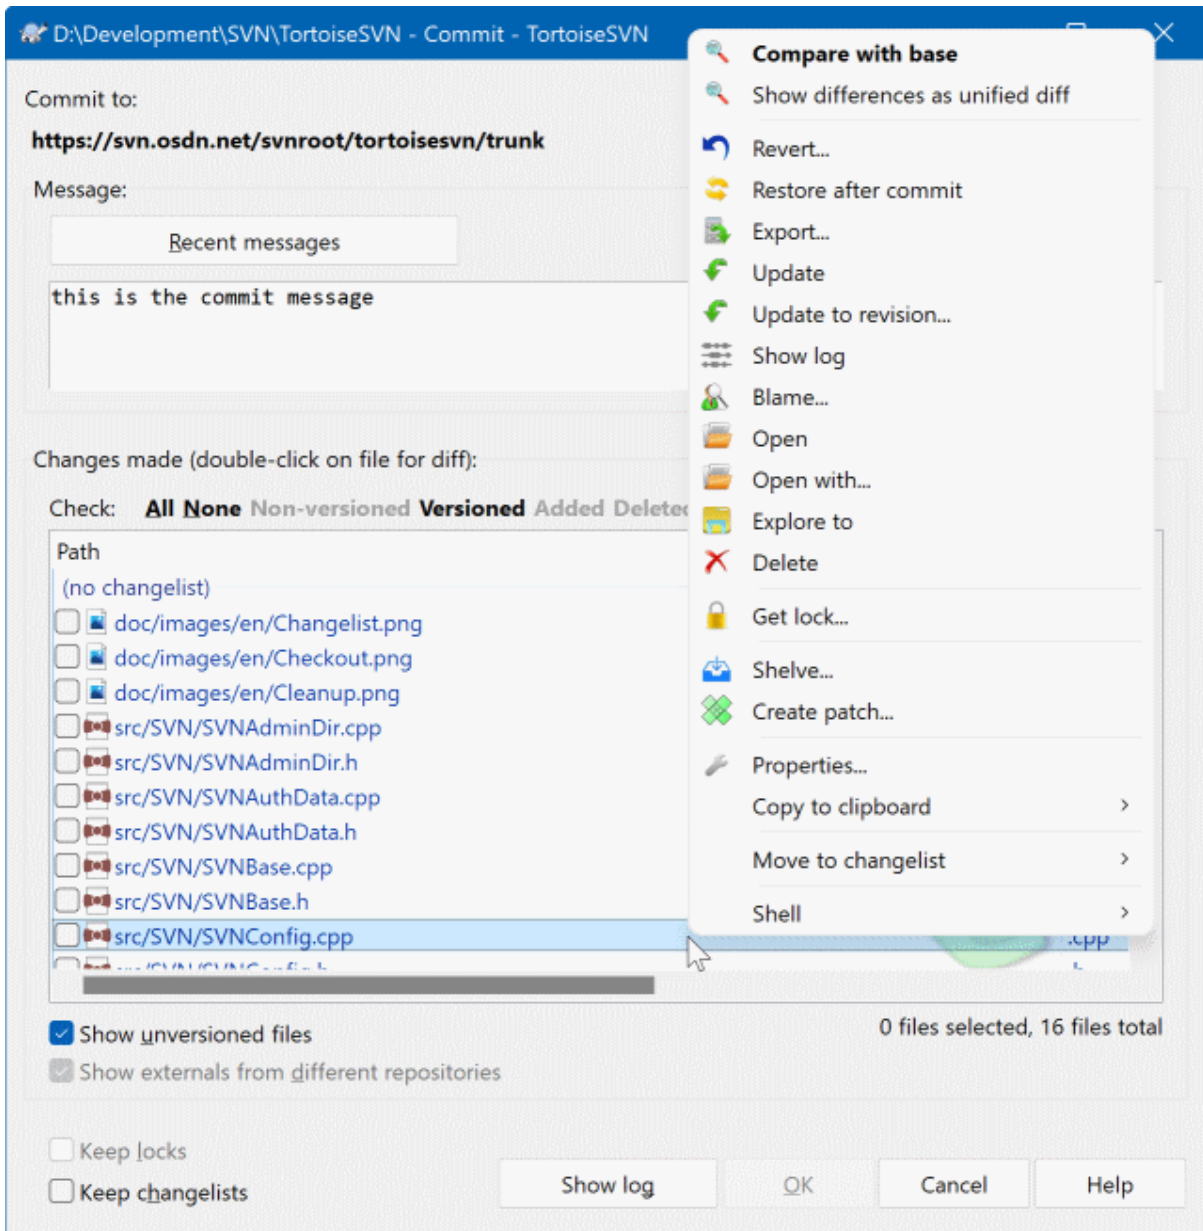 D:\Development\SVN\TortoiseSVN - Commit - TortoiseSVN
Commit to:
https://svn.osdn.net/svnroot/tortoisesvn/trunk
Message:
Recent messages
this is the commit message
Changes made (double-click on file for diff):
Check: All None Non-versioned Versioned Added Deleted
Path
(no changelist)
doc/images/en/Changelist.png
doc/images/en/Checkout.png
doc/images/en/Cleanup.png
src/SVN/SVNAdminDir.cpp
src/SVN/SVNAdminDir.h
src/SVN/SVNAuthData.cpp
src/SVN/SVNAuthData.h
src/SVN/SVNBase.cpp
src/SVN/SVNBase.h
src/SVN/SVNConfig.cpp
.cpp
Show unversioned files
0 files selected, 16 files total
Show externals from different repositories
Keep locks
Keep changelists
Show log
OK
Cancel
Help
Compare with base
Show differences as unified diff
Revert...
Restore after commit
Export...
Update
Update to revision...
Show log
Blame...
Open
Open with...
Explore to
Delete
Get lock...
Shelve...
Create patch...
Properties...
Copy to clipboard
Move to changelist
Shell